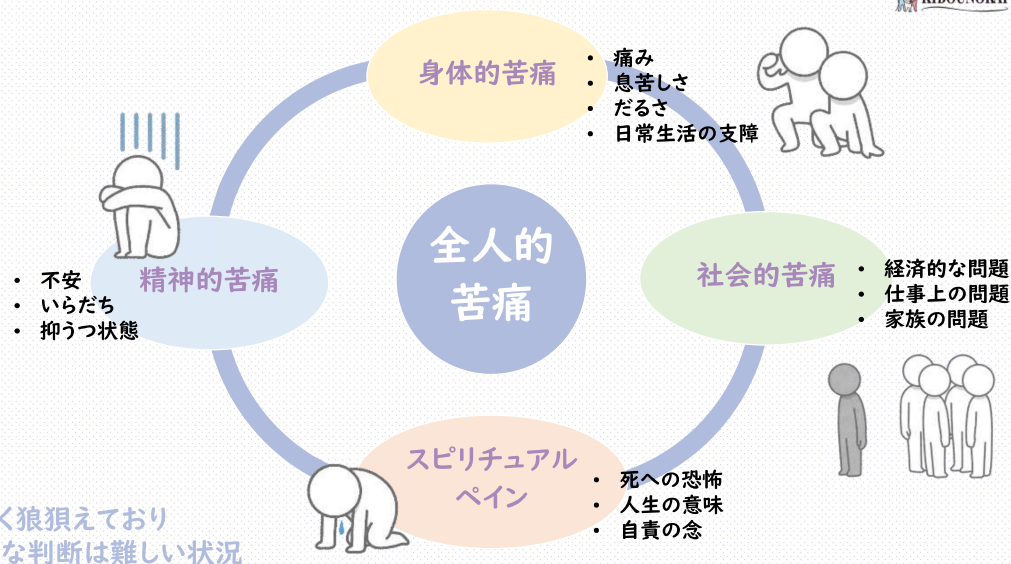 身体的苦痛
• 痛み
• 息苦しさ
• だるさ
• 日常生活の支障
全人的
苦痛
精神的苦痛
• 不安
• いらだち
• 抑うつ状態
社会的苦痛
• 経済的な問題
• 仕事上の問題
• 家族の問題
スピリチュアル
ペイン
• 死への恐怖
• 人生の意味
• 自責の念
く狼狽えており
な判断は難しい状況